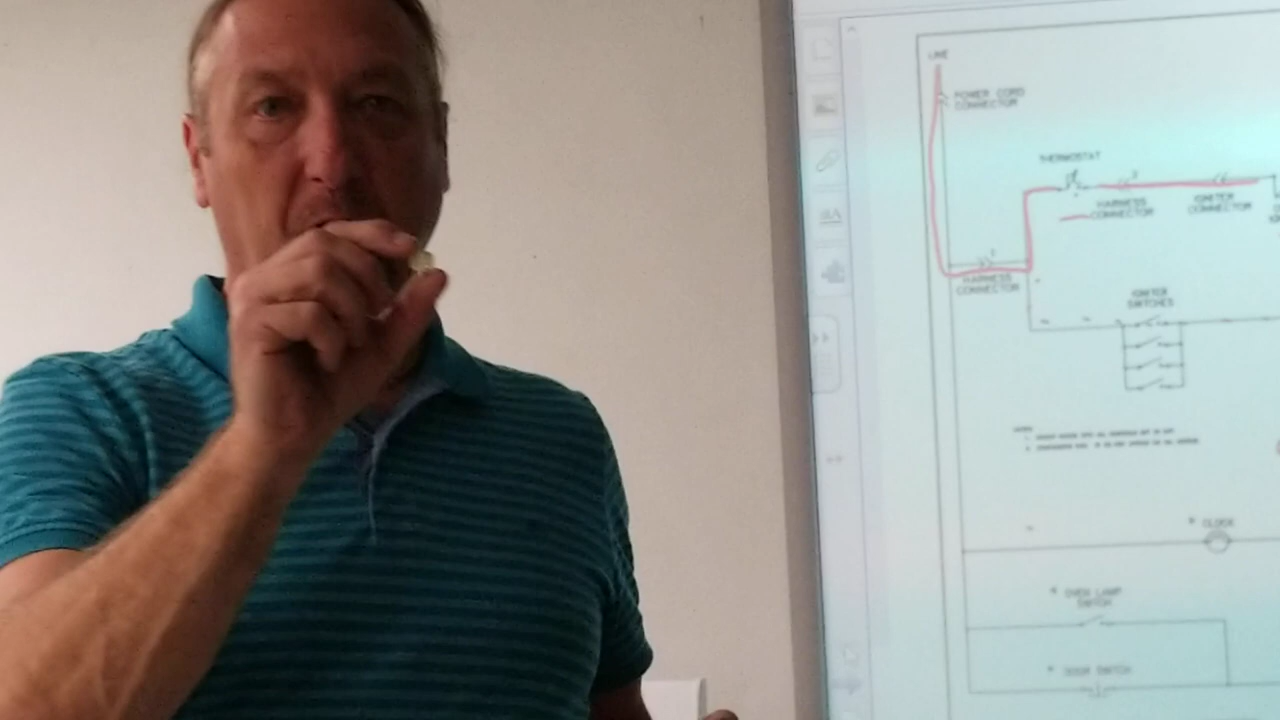 LINE
POWER CORD
CONNECTOR
THERMOSTAT
HARNESS
CONNECTOR
IGNITER
CONNECTOR
HARNESS
CONNECTOR
IGNITER
SWITCHES
CLOCK
OVEN LAMP
SWITCH
DOOR SWITCH